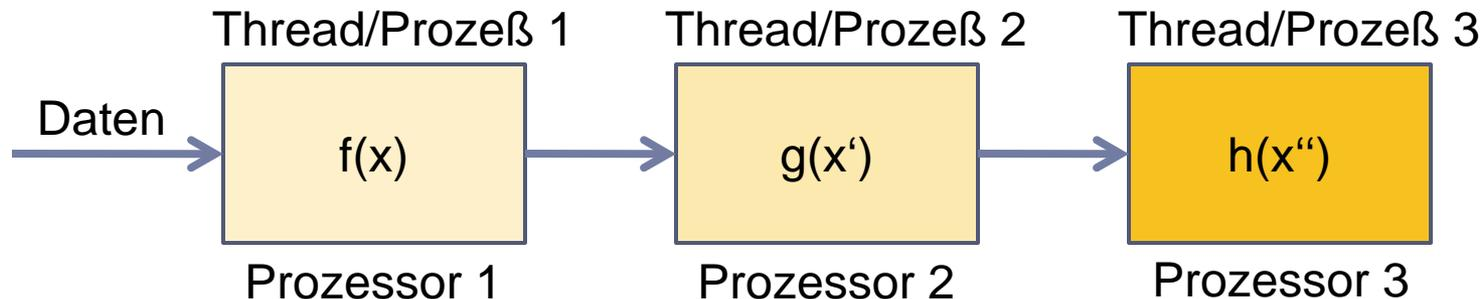 Thread/Prozeß 1
Thread/Prozeß 2
Thread/Prozeß 3
Daten
f(x)
g(x‘)
h(x“)
Prozessor 1
Prozessor 2
Prozessor 3